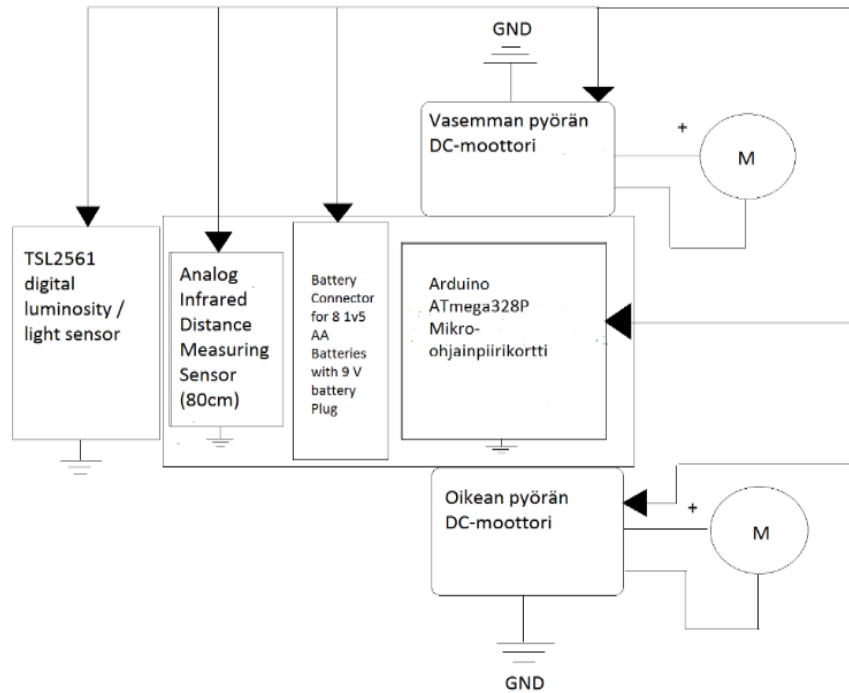 GND
Vasemman pyörän
DC-moottori
+
M
TSL2561
digital
luminosity /
light sensor
Analog
Infrared
Distance
Measuring
Sensor
(80cm)
Battery
Connector
for 8 1v5
AA
Batteries
with 9 V
battery
Plug
Arduino
ATmega328P
Mikro-
ohjainpiirikortti
Oikean pyörän
DC-moottori
+
M
GND